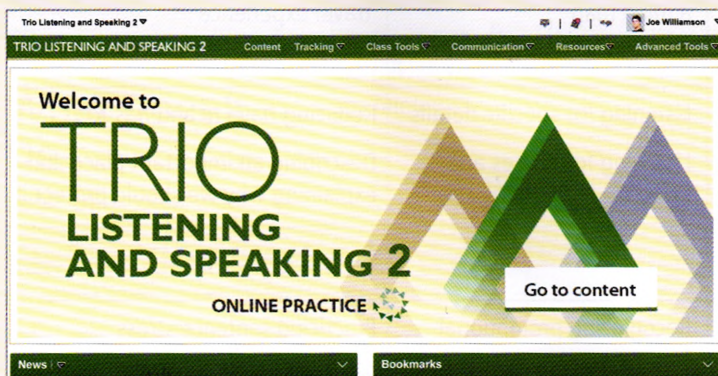 Trio Listening and Speaking 2
Joe Williamson
TRIO LISTENING AND SPEAKING 2
Content Tracking Class Tools Communication Resources Advanced Tools
Welcome to
TRIO
LISTENING
AND SPEAKING 2
ONLINE PRACTICE
Go to content
News
Bookmarks